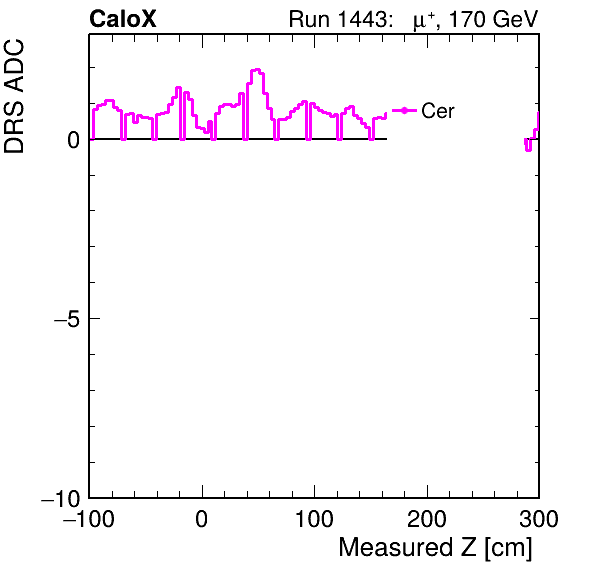 CaloX Run 1443: μ⁺, 170 GeV
DRS ADC
Cer
0
−5
−10
−100 0 100 200 300
Measured Z [cm]